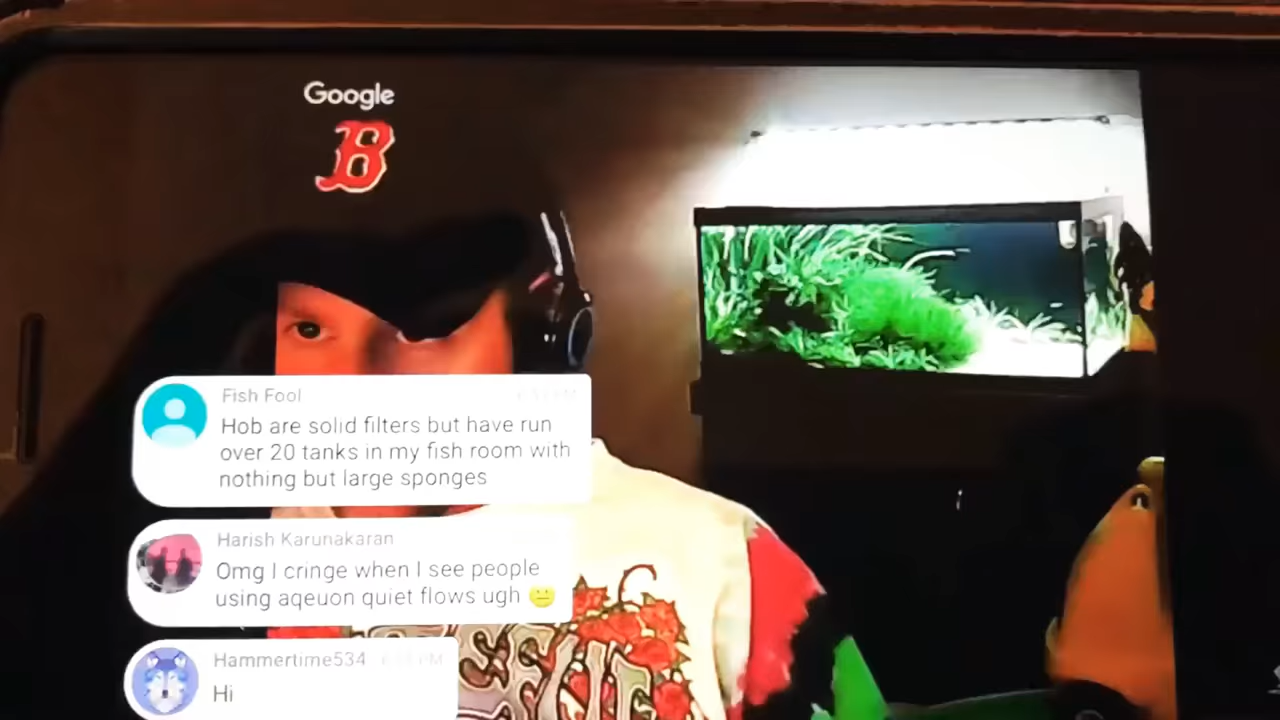 Google
B
Fish Fool
Hob are solid filters but have run
over 20 tanks in my fish room with
nothing but large sponges
Harish Karunakaran
Omg I cringe when I see people
using aqeuon quiet flows ugh 😐
Hammertime534
Hi